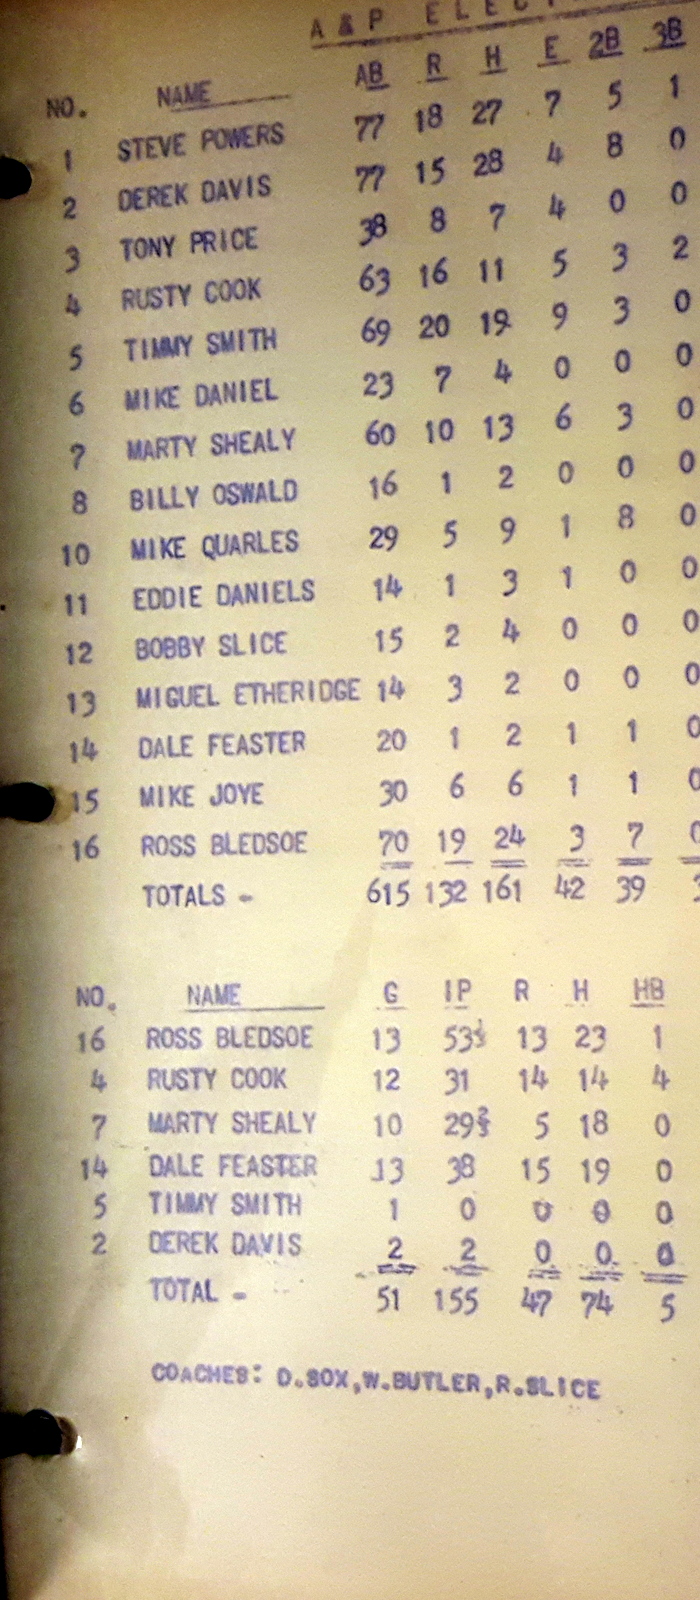 A & P
NO. NAME AB R H E 2B 3B
1 STEVE POWERS 77 18 27 7 5 1
2 DEREK DAVIS 77 15 28 4 8 0
3 TONY PRICE 38 8 7 4 0 0
4 RUSTY COOK 63 16 11 5 3 2
5 TIMMY SMITH 69 20 19 9 3 0
6 MIKE DANIEL 23 7 4 0 0 0
7 MARTY SHEALY 60 10 13 6 3 0
8 BILLY OSWALD 16 1 2 0 0 0
10 MIKE QUARLES 29 5 9 1 8 0
11 EDDIE DANIELS 14 1 3 1 0 0
12 BOBBY SLICE 15 2 4 0 0 0
13 MIGUEL ETHERIDGE 14 3 2 0 0 0
14 DALE FEASTER 20 1 2 1 1 0
15 MIKE JOYE 30 6 6 1 1 0
16 ROSS BLEDSOE 70 19 24 3 7 0
TOTALS - 615 132 161 42 39 3
NO. NAME G IP R H HB
16 ROSS BLEDSOE 13 53⅓ 13 23 1
4 RUSTY COOK 12 31 14 14 4
7 MARTY SHEALY 10 29⅔ 5 18 0
14 DALE FEASTER 13 38 15 19 0
5 TIMMY SMITH 1 0 0 0 0
2 DEREK DAVIS 2 2 0 0 0
TOTAL - 51 155 47 74 5
COACHES: D.SOX,W.BUTLER,R.SLICE